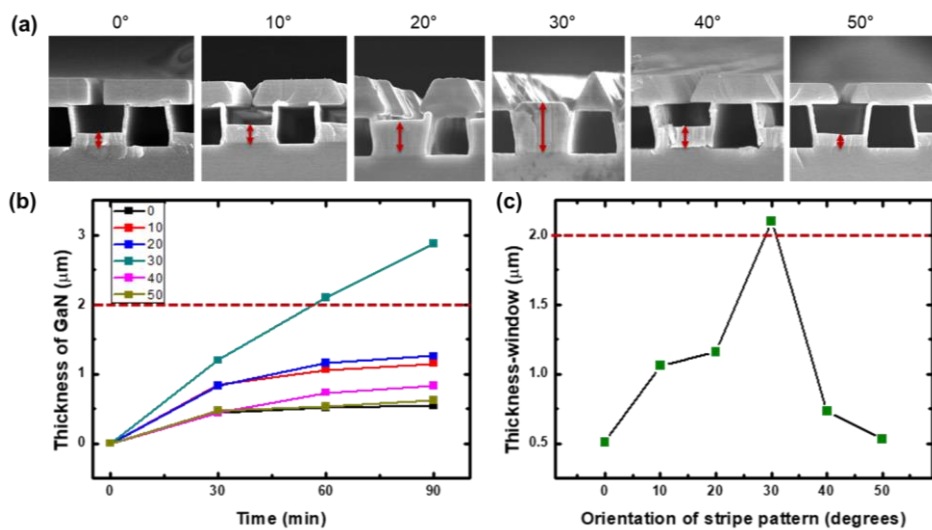 (a)
0° 10° 20° 30° 40° 50°
(b)
0
10
20
30
40
50
3
2
1
0
Thickness of GaN (μm)
0 30 60 90
Time (min)
(c)
2.0
1.5
1.0
0.5
Thickness-window (μm)
0 10 20 30 40 50
Orientation of stripe pattern (degrees)